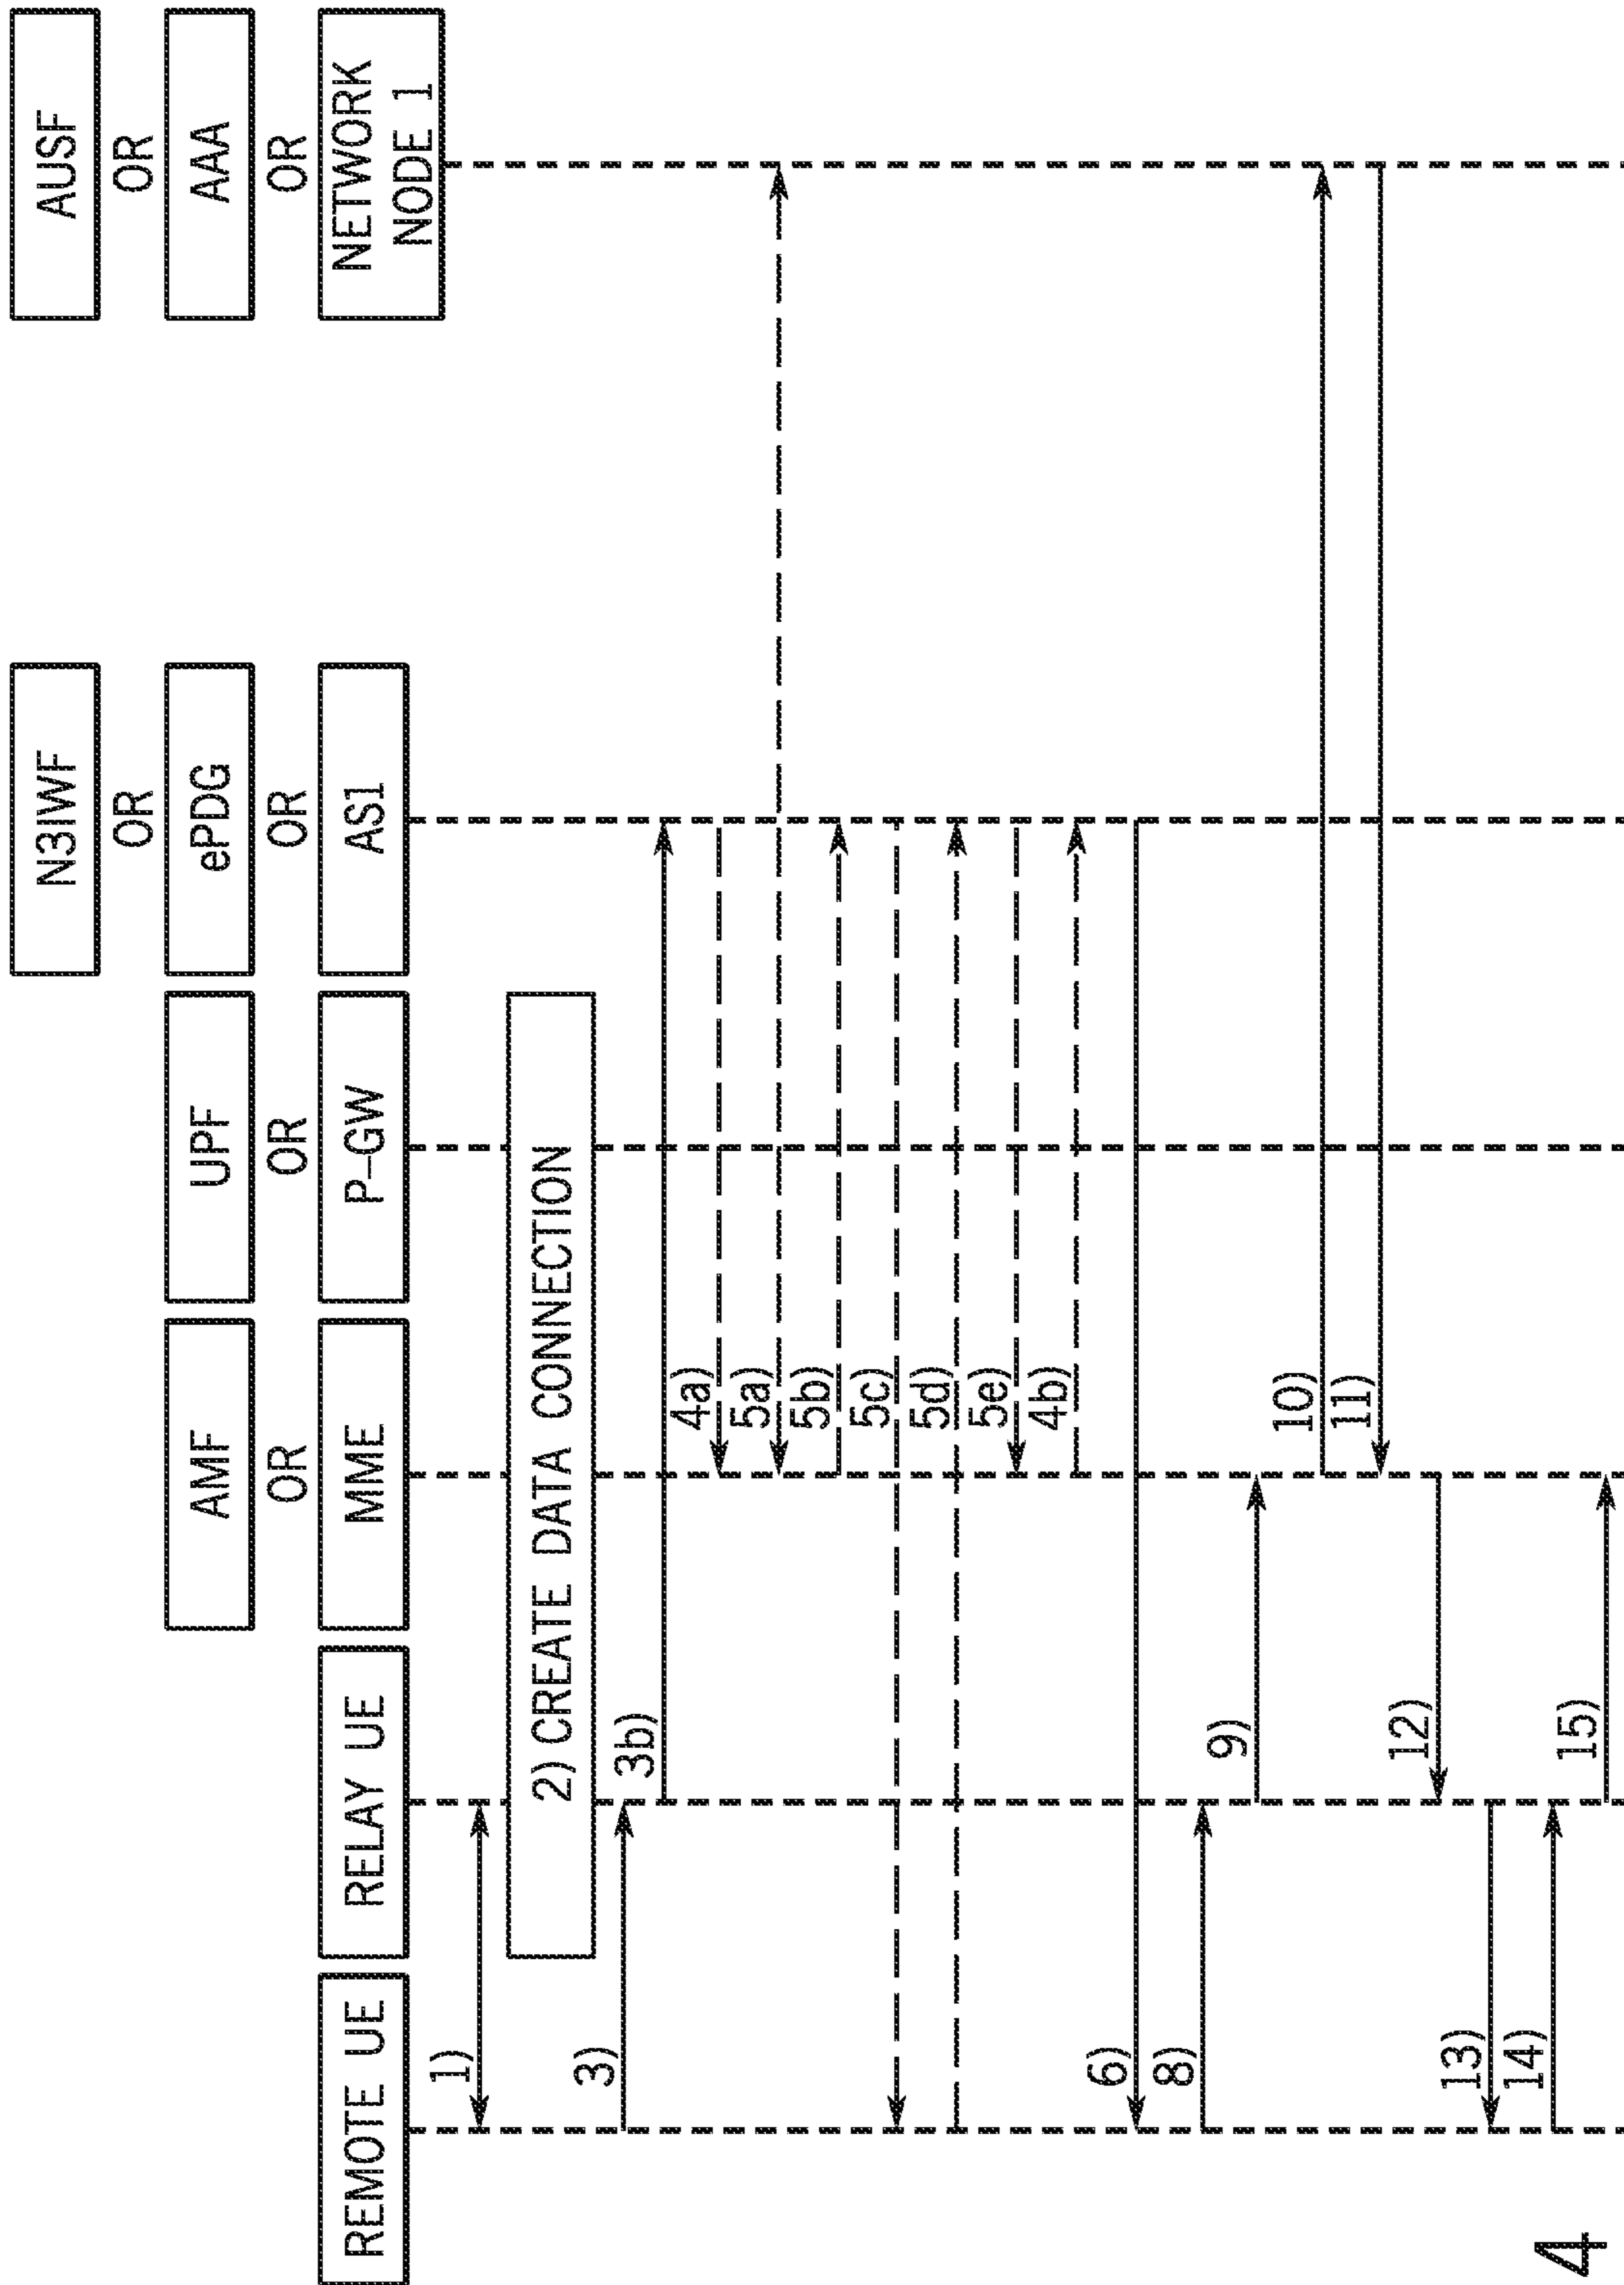 AUSF
OR
AAA
OR
NETWORK
NODE 1
N3IWF
OR
ePDG
OR
AS1
UPF
OR
P-GW
AMF
OR
MME
RELAY UE
REMOTE UE
1)
2) CREATE DATA CONNECTION
3)
3b)
4a)
5a)
5b)
5c)
5d)
5e)
4b)
6)
8)
9)
10)
11)
12)
13)
14)
15)
4